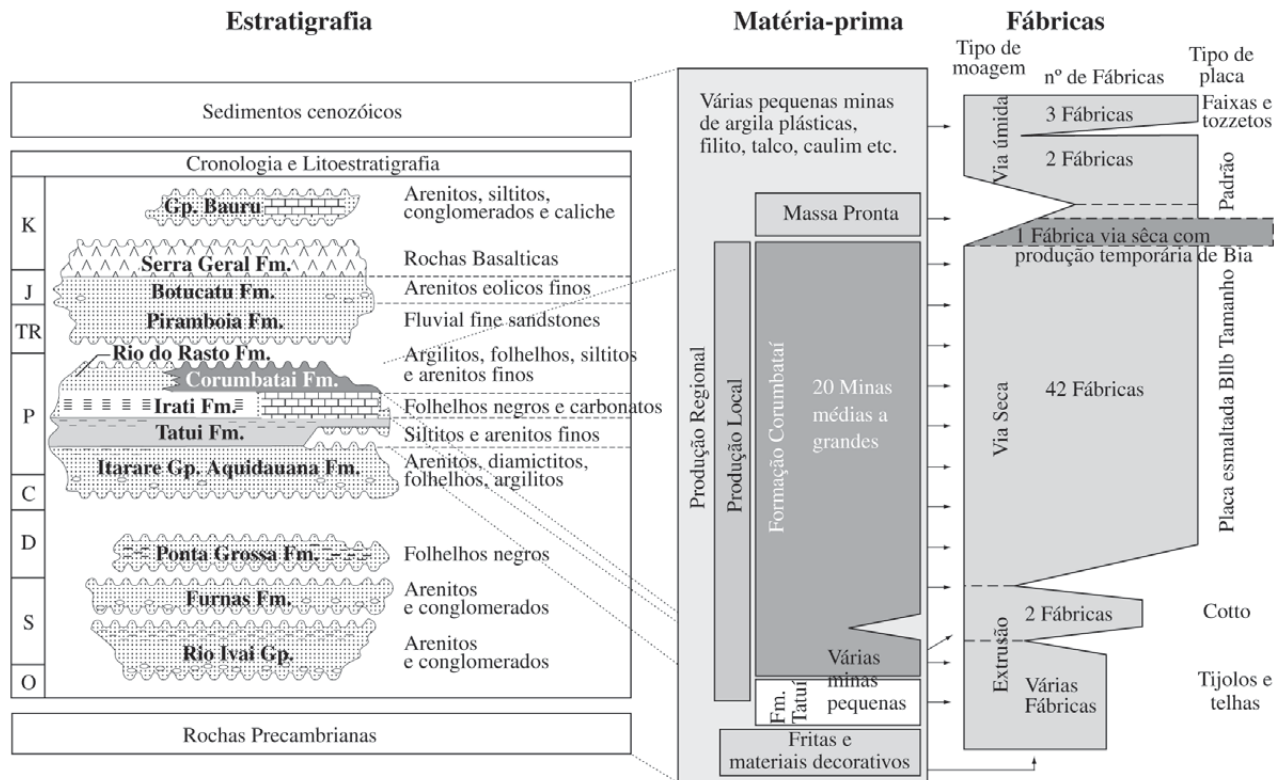 Estratigrafia
Sedimentos cenozóicos
Cronologia e Litoestratigrafia
K
Gp. Bauru
Arenitos, siltitos,
conglomerados e caliche
Serra Geral Fm.
Rochas Basalticas
J
Botucatu Fm.
Arenitos eolicos finos
TR
Piramboia Fm.
Fluvial fine sandstones
Rio do Rasto Fm.
Argilitos, folhelhos, siltitos
e arenitos finos
Corumbatai Fm.
P
Irati Fm.
Folhelhos negros e carbonatos
Tatui Fm.
Siltitos e arenitos finos
Itarare Gp. Aquidauana Fm.
Arenitos, diamictitos,
folhelhos, argilitos
C
D
Ponta Grossa Fm.
Folhelhos negros
Furnas Fm.
Arenitos
e conglomerados
S
Rio Ivai Gp.
Arenitos
e conglomerados
O
Rochas Precambrianas
Matéria-prima
Várias pequenas minas
de argila plásticas,
filito, talco, caulim etc.
Massa Pronta
Produção Regional
Produção Local
Formação Corumbataí
20 Minas
médias a
grandes
Várias
minas
pequenas
Fm.
Tatuí
Fritas e
materiais decorativos
Fábricas
Tipo de
moagem
nº de Fábricas
Tipo de
placa
Via úmida
3 Fábricas
Faixas e
tozzetos
2 Fábricas
Padrão
1 Fábrica via sêca com
produção temporária de Bia
Via Seca
42 Fábricas
Placa esmaltada Bllb Tamanho
Extrusão
2 Fábricas
Cotto
Várias
Fábricas
Tijolos e
telhas